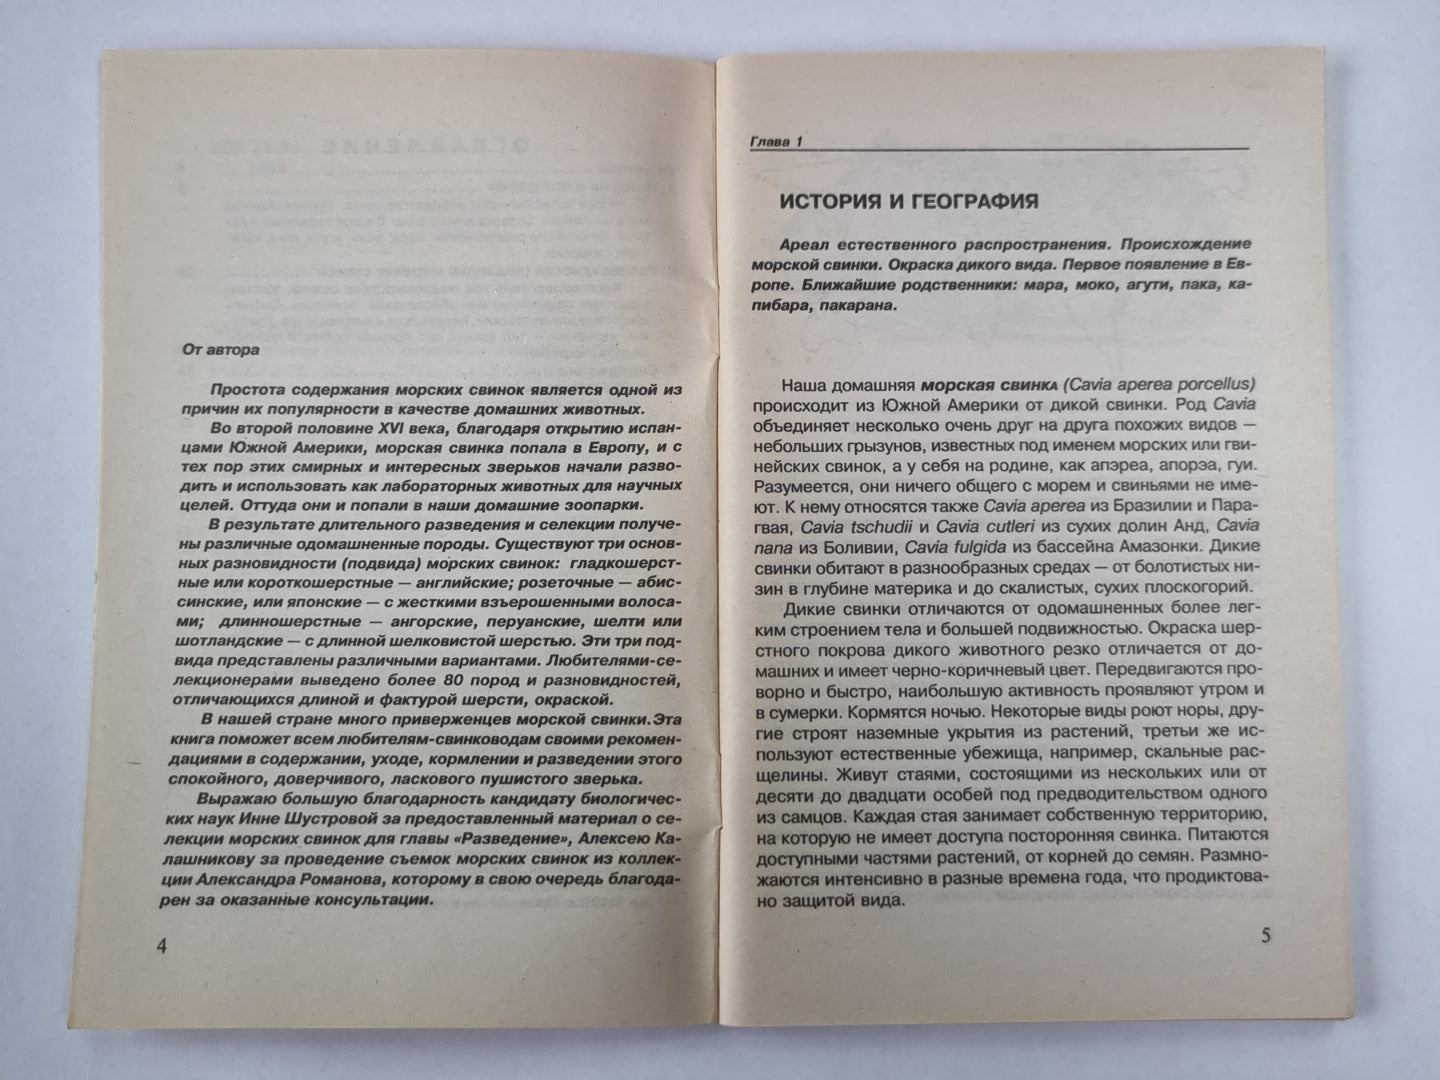 От автора
Простота содержания морских свинок является одной из
причин их популярности в качестве домашних животных.
Во второй половине XVI века, благодаря открытию испан-
цами Южной Америки, морская свинка попала в Европу, и с
тех пор этих смирных и интересных зверьков начали разво-
дить и использовать как лабораторных животных для научных
целей. Оттуда они и попали в наши домашние зоопарки.
В результате длительного разведения и селекции получе-
ны различные одомашненные породы. Существуют три основ-
ных разновидности (подвида) морских свинок: гладкошерст-
ные или короткошерстные — английские; розеточные — абис-
синские, или японские — с жесткими взъерошенными волоса-
ми; длинношерстные — ангорские, перуанские, шелти или
шотландские — с длинной шелковистой шерстью. Эти три под-
вида представлены различными вариантами. Любителями-се-
лекционерами выведено более 80 пород и разновидностей,
отличающихся длиной и фактурой шерсти, окраской.
В нашей стране много приверженцев морской свинки. Эта
книга поможет всем любителям-свинководам своими рекомен-
дациями в содержании, уходе, кормлении и разведении этого
спокойного, доверчивого, ласкового пушистого зверька.
Выражаю большую благодарность кандидату биологичес-
ких наук Инне Шустровой за предоставленный материал о се-
лекции морских свинок для главы «Разведение», Алексею Ка-
лашникову за проведение съемок морских свинок из коллек-
ции Александра Романова, которому в свою очередь благода-
рен за оказанные консультации.
4
Глава 1
ИСТОРИЯ И ГЕОГРАФИЯ
Ареал естественного распространения. Происхождение
морской свинки. Окраска дикого вида. Первое появление в Ев-
ропе. Ближайшие родственники: мара, моко, агути, пака, ка-
пибара, пакарана.
Наша домашняя морская свинка (Cavia aperea porcellus)
происходит из Южной Америки от дикой свинки. Род Cavia
объединяет несколько очень друг на друга похожих видов —
небольших грызунов, известных под именем морских или гви-
нейских свинок, а у себя на родине, как апэреа, апорэа, гуи.
Разумеется, они ничего общего с морем и свиньями не име-
ют. К нему относятся также Cavia aperea из Бразилии и Пара-
гвая, Cavia tschudii и Cavia cutleri из сухих долин Анд, Cavia
nana из Боливии, Cavia fulgida из бассейна Амазонки. Дикие
свинки обитают в разнообразных средах — от болотистых ни-
зин в глубине материка и до скалистых, сухих плоскогорий.
Дикие свинки отличаются от одомашненных более лег-
ким строением тела и большей подвижностью. Окраска шер-
стного покрова дикого животного резко отличается от до-
машних и имеет черно-коричневый цвет. Передвигаются про-
ворно и быстро, наибольшую активность проявляют утром и
в сумерки. Кормятся ночью. Некоторые виды роют норы, дру-
гие строят наземные укрытия из растений, третьи же ис-
пользуют естественные убежища, например, скальные рас-
щелины. Живут стаями, состоящими из нескольких или от
десяти до двадцати особей под предводительством одного
из самцов. Каждая стая занимает собственную территорию,
на которую не имеет доступа посторонняя свинка. Питаются
доступными частями растений, от корней до семян. Размно-
жаются интенсивно в разные времена года, что продиктова-
но защитой вида.
5